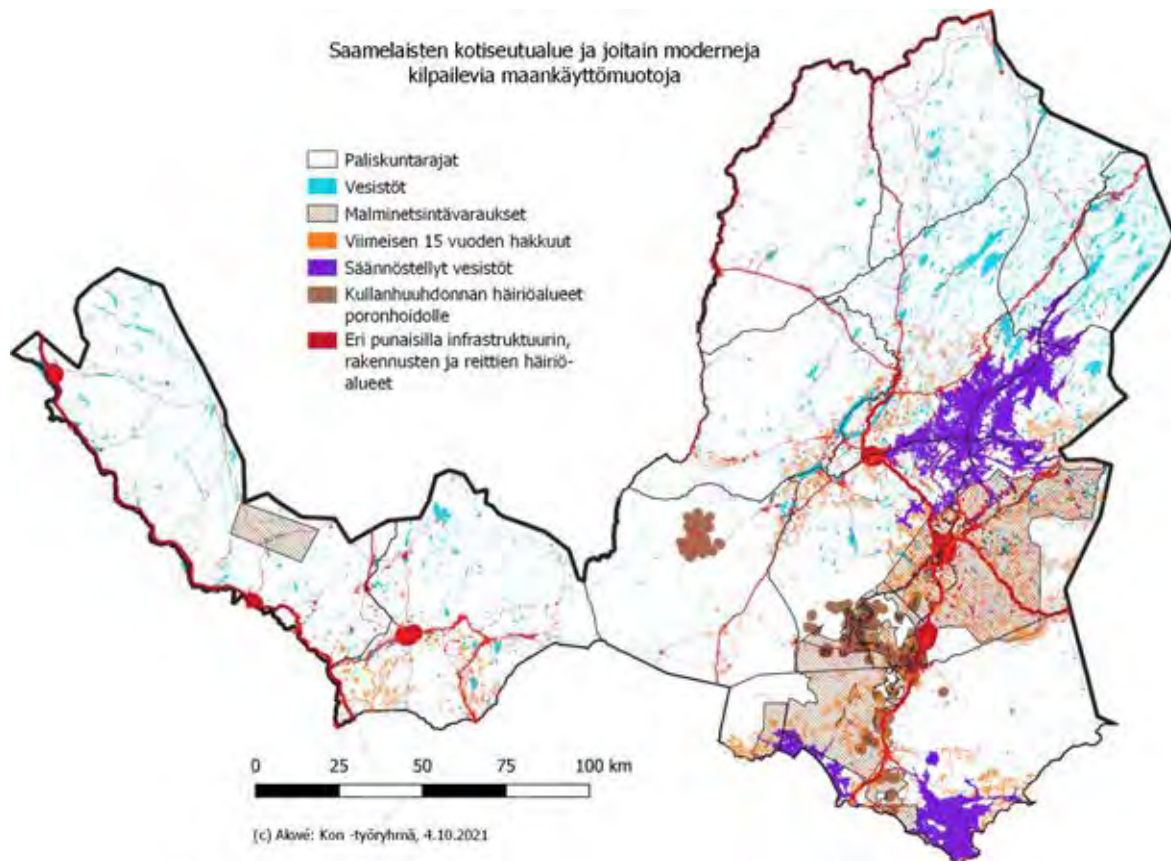 Saamelaisten kotiseutualue ja joitain moderneja
kilpailevia maankäyttömuotoja
Paliskuntarajat
Vesistöt
Malminetsintävaraukset
Viimeisen 15 vuoden hakkuut
Säännöstellyt vesistöt
Kullanhuuhdonnan häiriöalueet
poronhoidolle
Eri punaisilla infrastruktuurin,
rakennusten ja reittien häiriö-
alueet
0 25 50 75 100 km
(c) Akwé: Kon -työryhmä, 4.10.2021